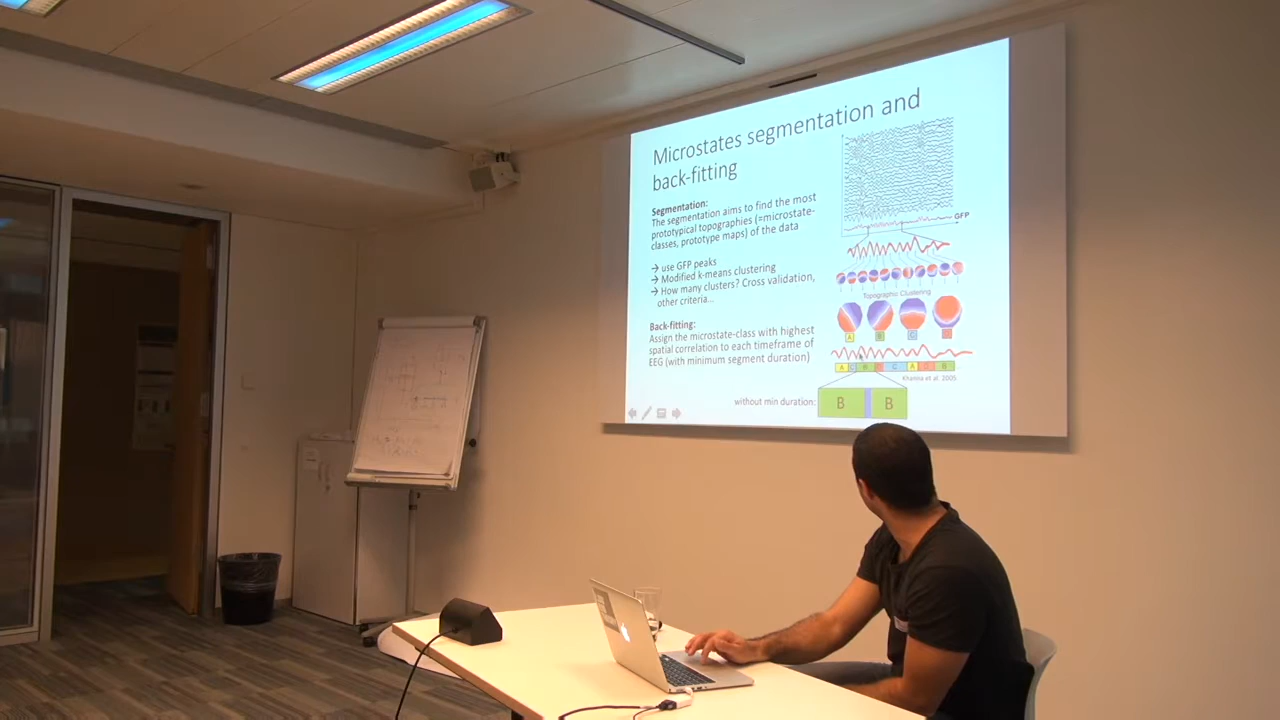 Microstates segmentation and
back-fitting
Segmentation:
The segmentation aims to find the most
prototypical topographies (=microstate-
classes, prototype maps) of the data
→ use GFP peaks
→ Modified k-means clustering
→ How many clusters? Cross validation,
other criteria...
Back-fitting:
Assign the microstate-class with highest
spatial correlation to each timeframe of
EEG (with minimum segment duration)
without min duration:
GFP
Topographic Clustering
A B C D
A C B C A D B
Khanna et al. 2005
B B